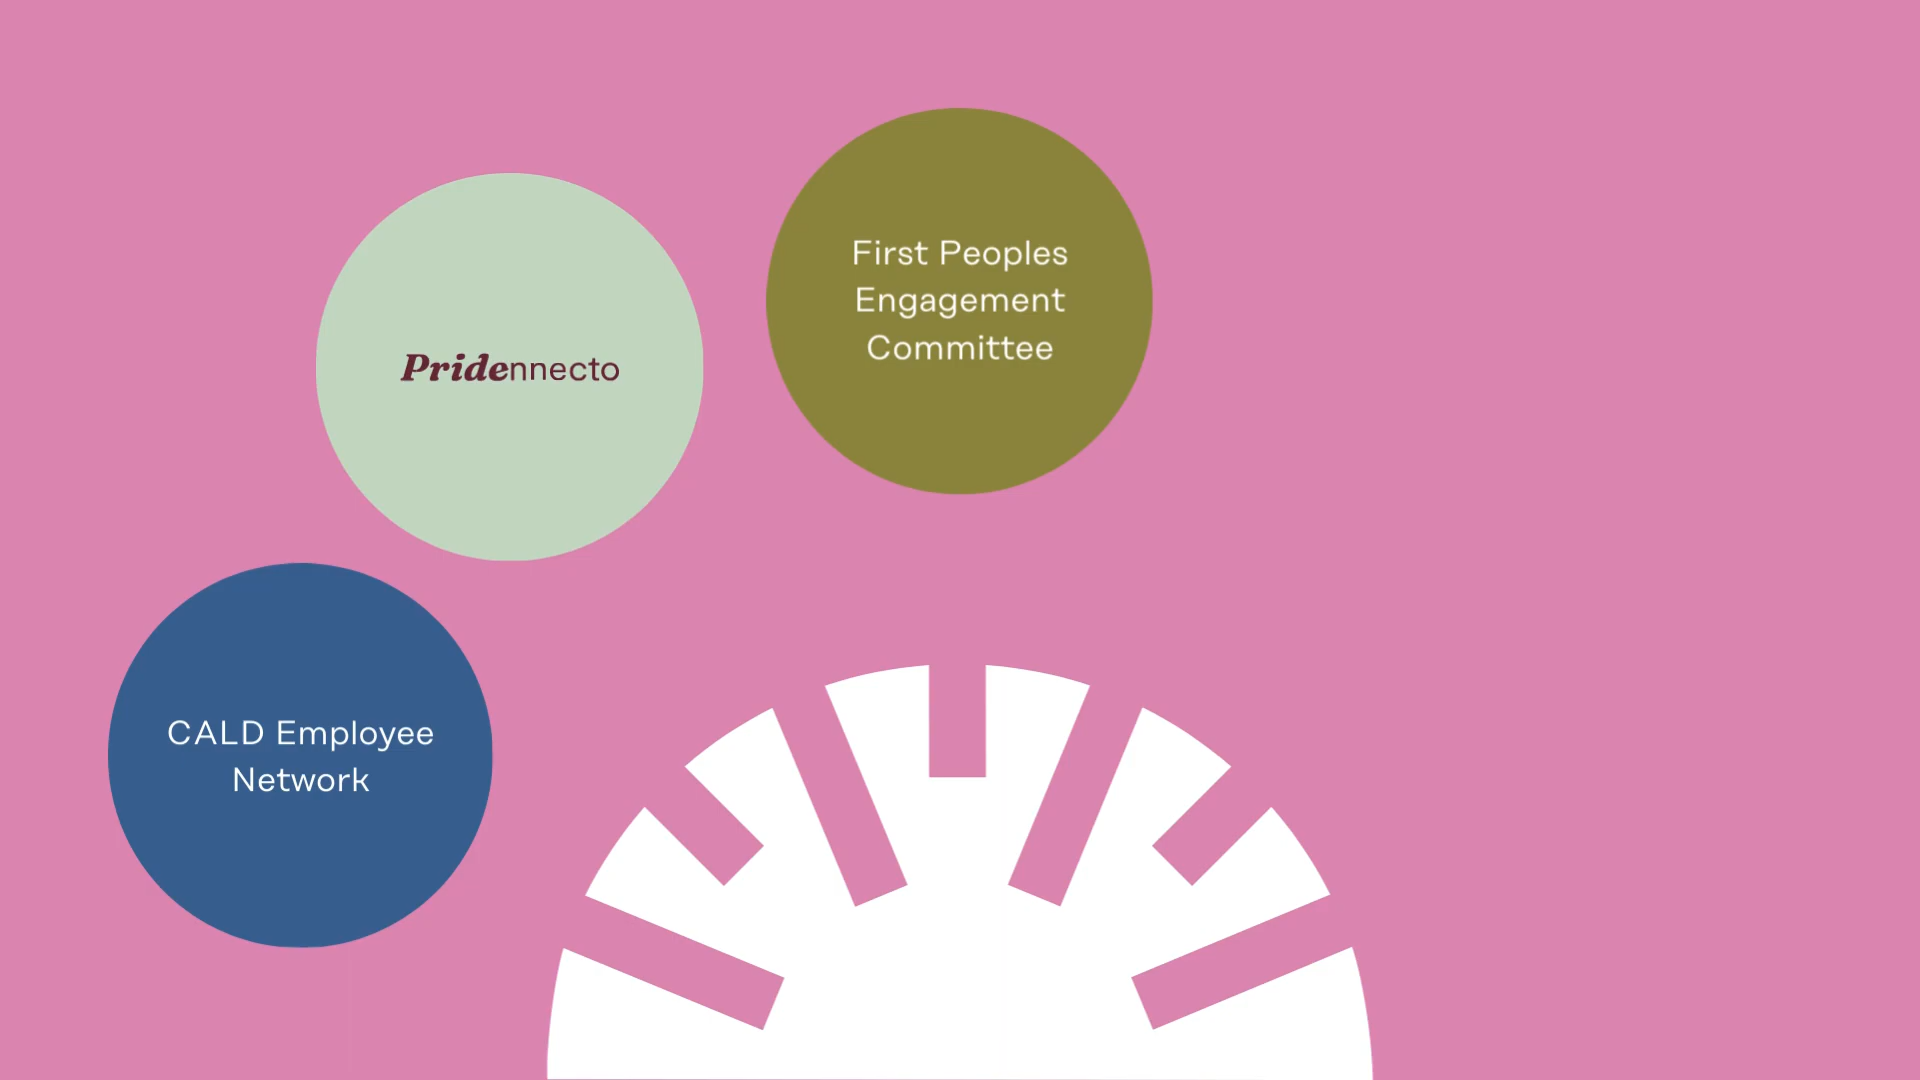 First Peoples
Engagement
Committee
Pridennecto
CALD Employee
Network